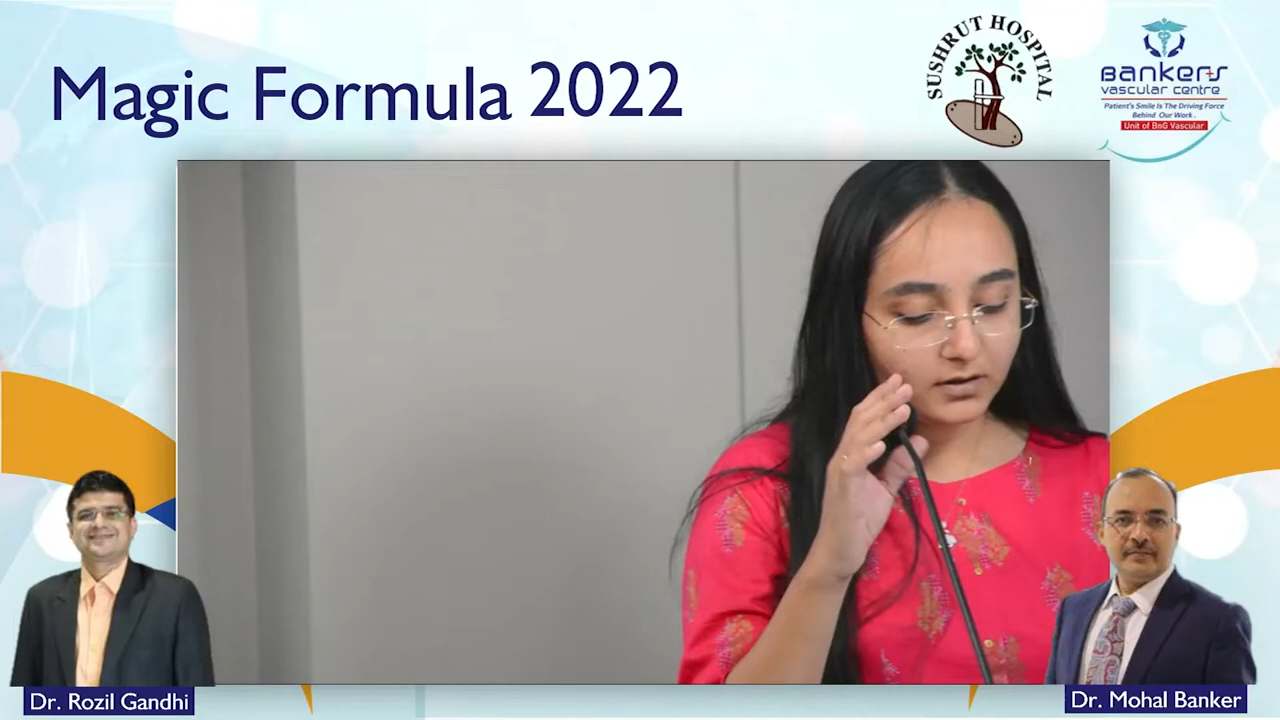 Magic Formula 2022
SUSHRUT HOSPITAL
BANKERS
vascular centre
Patient's Smile Is The Driving Force
Behind Our Work.
Unit of BnG Vascular
Dr. Rozil Gandhi
Dr. Mohal Banker